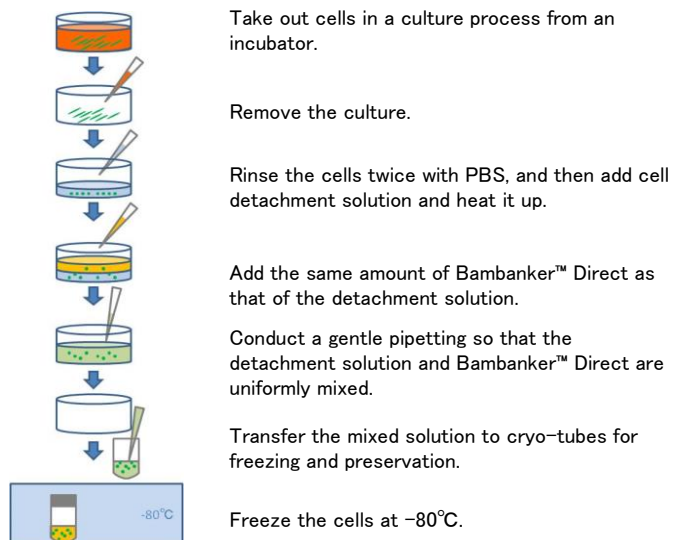 Take out cells in a culture process from an
incubator.
Remove the culture.
Rinse the cells twice with PBS, and then add cell
detachment solution and heat it up.
Add the same amount of Bambanker™ Direct as
that of the detachment solution.
Conduct a gentle pipetting so that the
detachment solution and Bambanker™ Direct are
uniformly mixed.
Transfer the mixed solution to cryo-tubes for
freezing and preservation.
-80℃
Freeze the cells at -80℃.